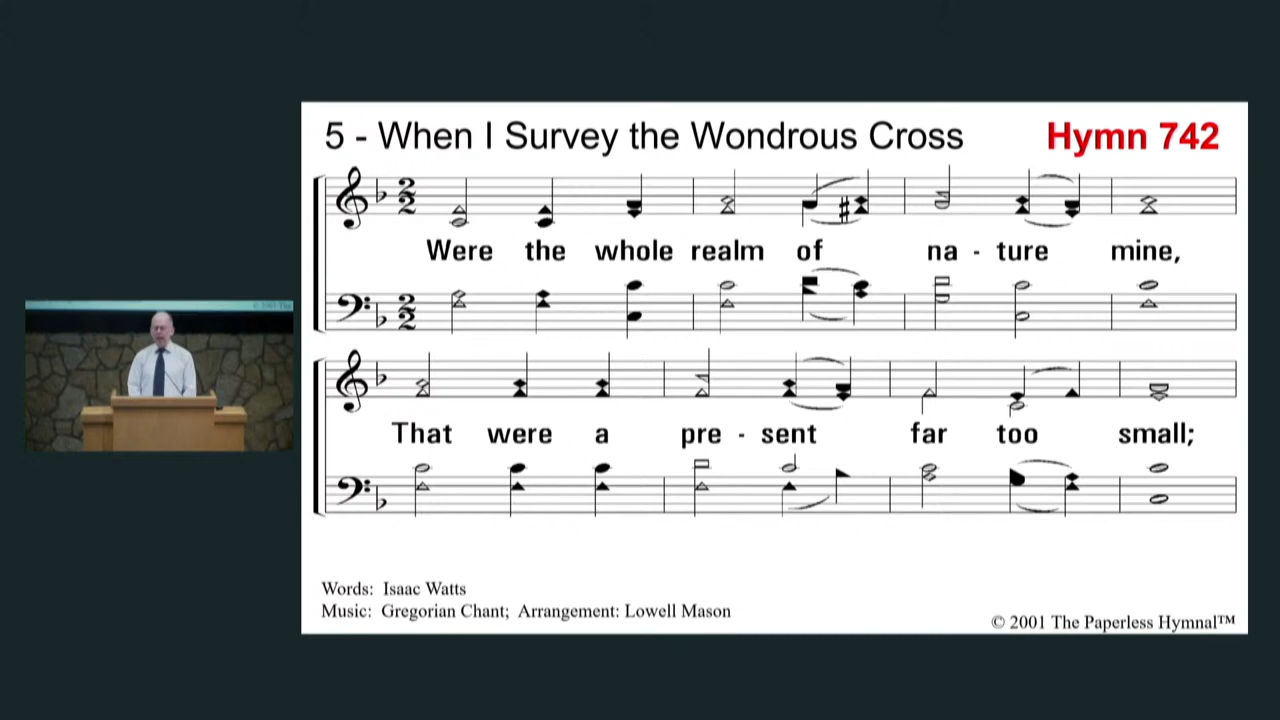 5 - When I Survey the Wondrous Cross
Hymn 742
Were the whole realm of na - ture mine,
That were a pre - sent far too small;
Words: Isaac Watts
Music: Gregorian Chant; Arrangement: Lowell Mason
© 2001 The Paperless Hymnal™